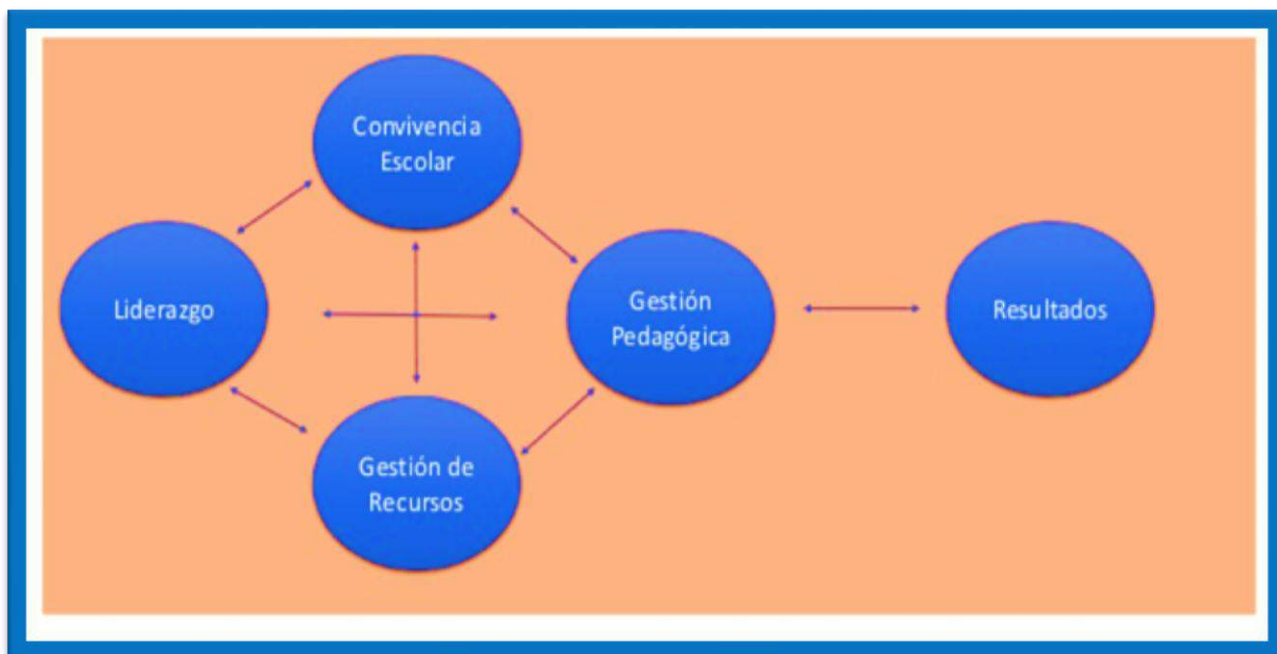 Convivencia
Escolar
Liderazgo
Gestión
Pedagógica
Resultados
Gestión de
Recursos